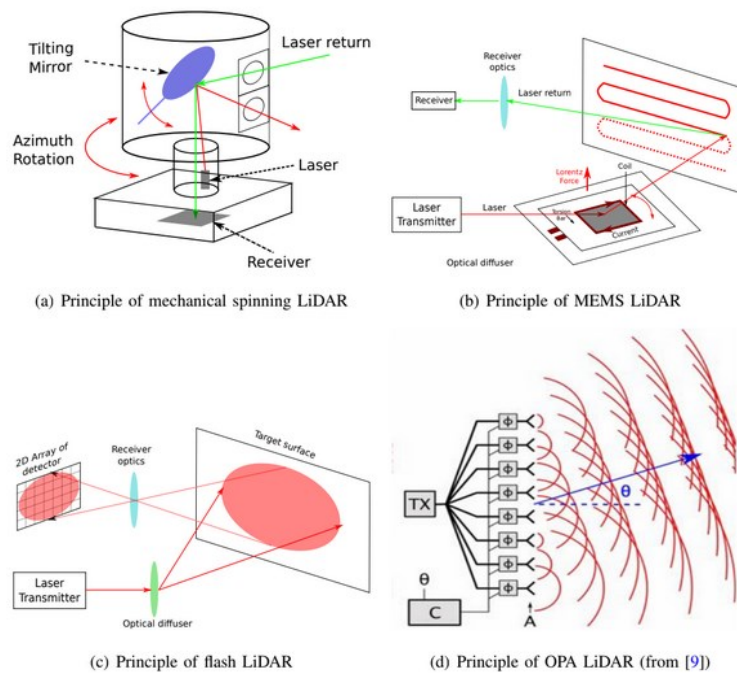 Tilting
Mirror
Laser return
Azimuth
Rotation
Laser
Receiver
(a) Principle of mechanical spinning LiDAR
Receiver
optics
Receiver
Laser return
Lorentz
Force
Coil
Laser
Transmitter
Laser
Torsion
Bar
Current
Optical diffuser
(b) Principle of MEMS LiDAR
2D Array of
detector
Receiver
optics
Target surface
Laser
Transmitter
Optical diffuser
(c) Principle of flash LiDAR
TX
ϕ
ϕ
ϕ
ϕ
ϕ
ϕ
ϕ
ϕ
θ
θ
C
A
(d) Principle of OPA LiDAR (from [9])